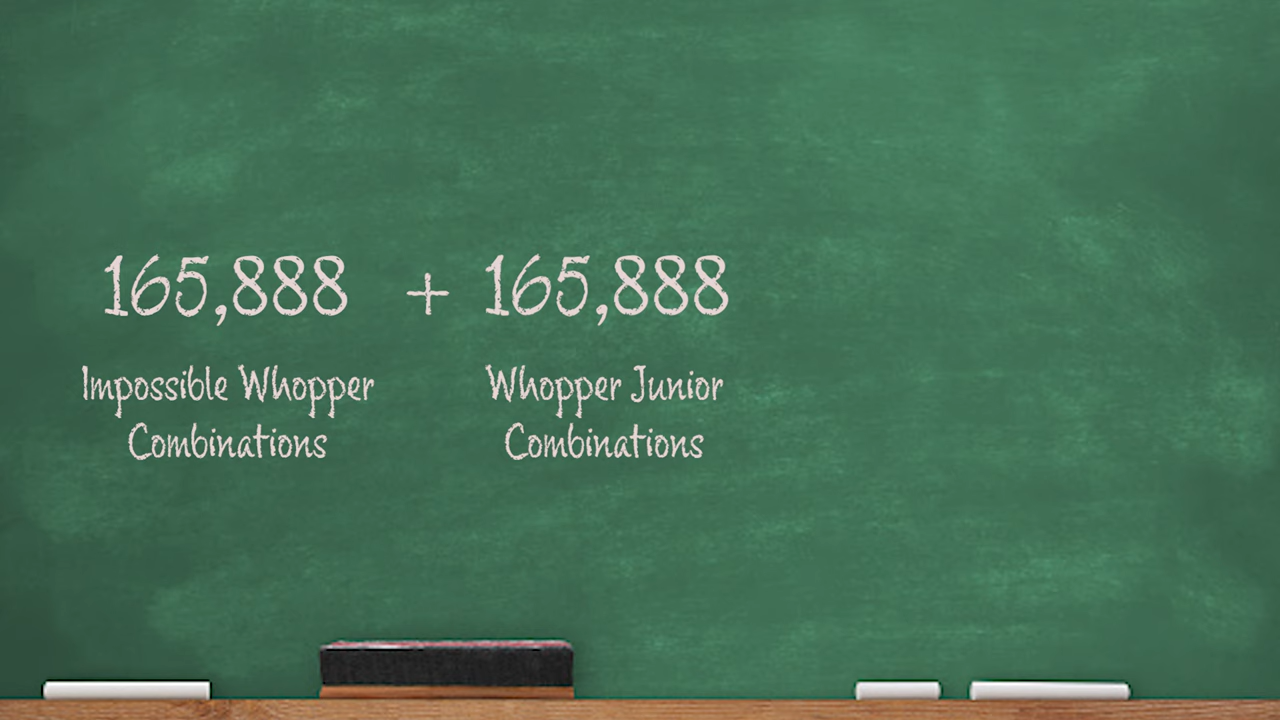 165,888 + 165,888
Impossible Whopper Whopper Junior
Combinations Combinations